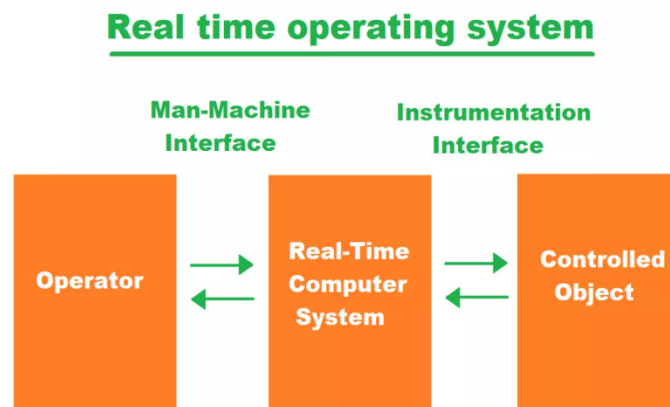 Real time operating system
Man-Machine
Interface
Instrumentation
Interface
Operator
Real-Time
Computer
System
Controlled
Object